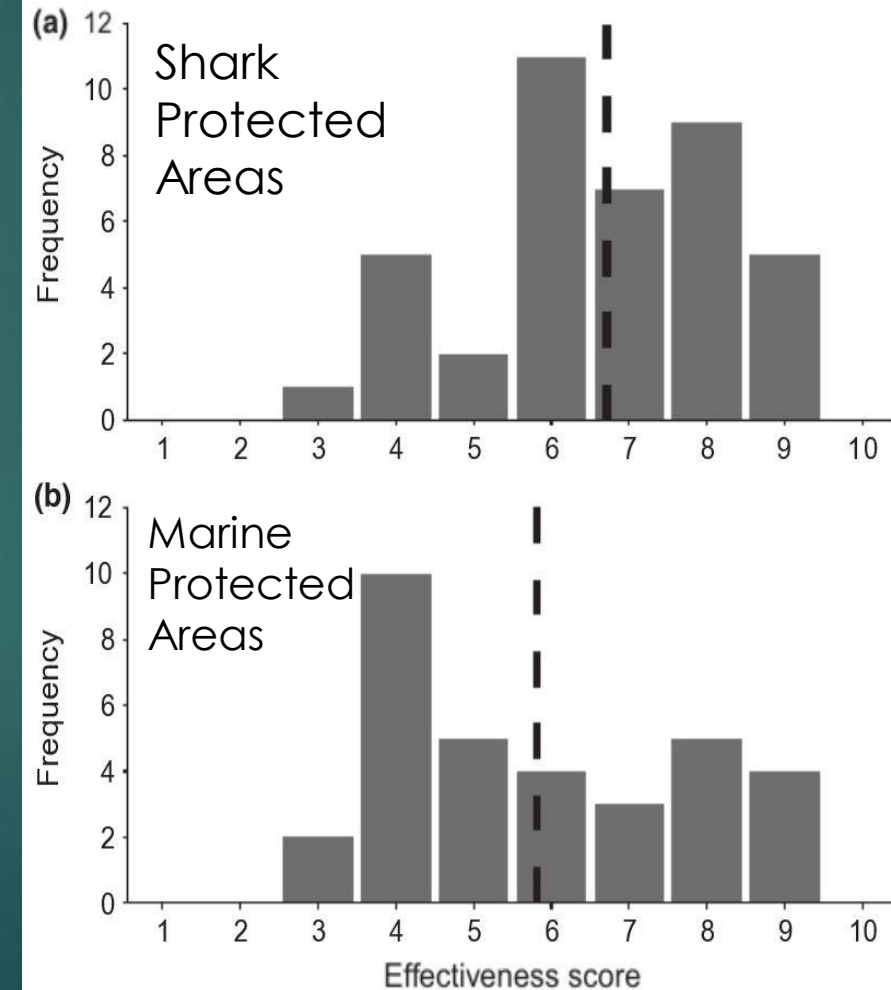 (a)
Shark
Protected
Areas
Frequency
12
10
8
6
4
2
0
1 2 3 4 5 6 7 8 9 10
(b)
Marine
Protected
Areas
Frequency
12
10
8
6
4
2
0
1 2 3 4 5 6 7 8 9 10
Effectiveness score